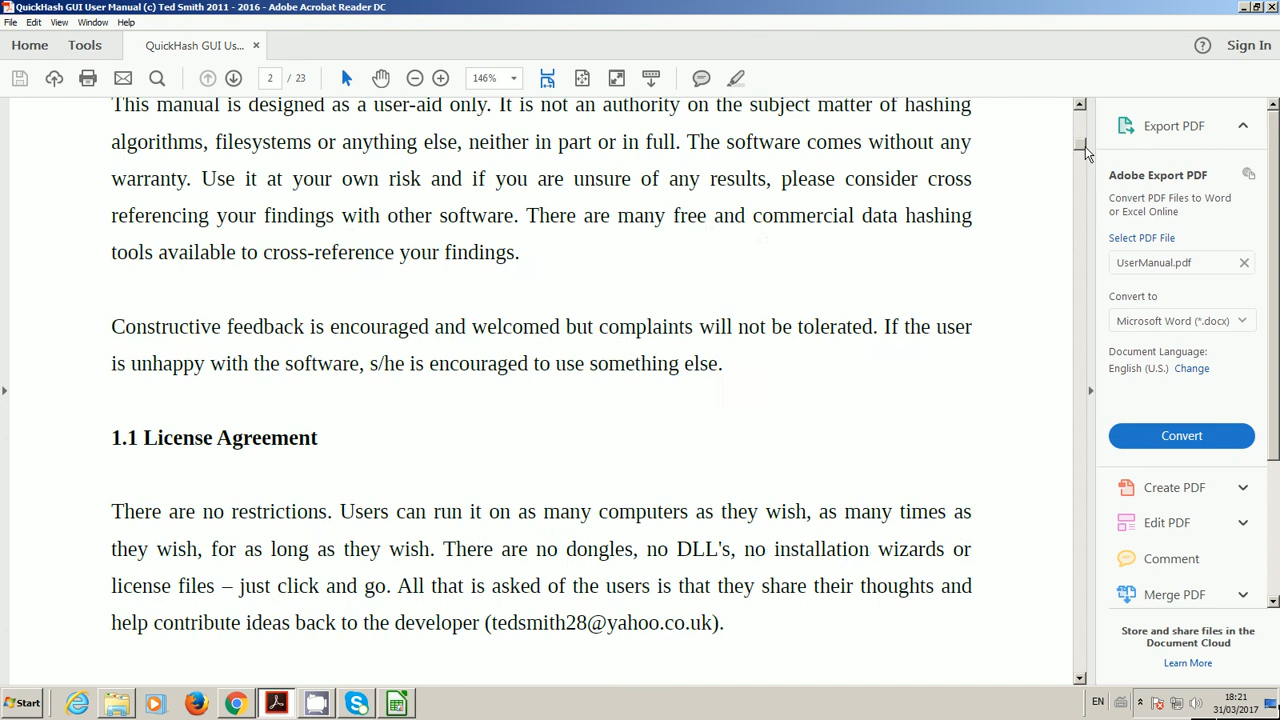 QuickHash GUI User Manual (c) Ted Smith 2011 - 2016 - Adobe Acrobat Reader DC
File Edit View Window Help
Home Tools QuickHash GUI Us... × Sign In
2 / 23 146%
This manual is designed as a user-aid only. It is not an authority on the subject matter of hashing
algorithms, filesystems or anything else, neither in part or in full. The software comes without any
warranty. Use it at your own risk and if you are unsure of any results, please consider cross
referencing your findings with other software. There are many free and commercial data hashing
tools available to cross-reference your findings.
Constructive feedback is encouraged and welcomed but complaints will not be tolerated. If the user
is unhappy with the software, s/he is encouraged to use something else.
1.1 License Agreement
There are no restrictions. Users can run it on as many computers as they wish, as many times as
they wish, for as long as they wish. There are no dongles, no DLL's, no installation wizards or
license files – just click and go. All that is asked of the users is that they share their thoughts and
help contribute ideas back to the developer (tedsmith28@yahoo.co.uk).
Export PDF
Adobe Export PDF
Convert PDF Files to Word
or Excel Online
Select PDF File
UserManual.pdf
Convert to
Microsoft Word (*.docx)
Document Language:
English (U.S.) Change
Convert
Create PDF
Edit PDF
Comment
Merge PDF
Store and share files in the
Document Cloud
Learn More
Start
EN
18:21
31/03/2017